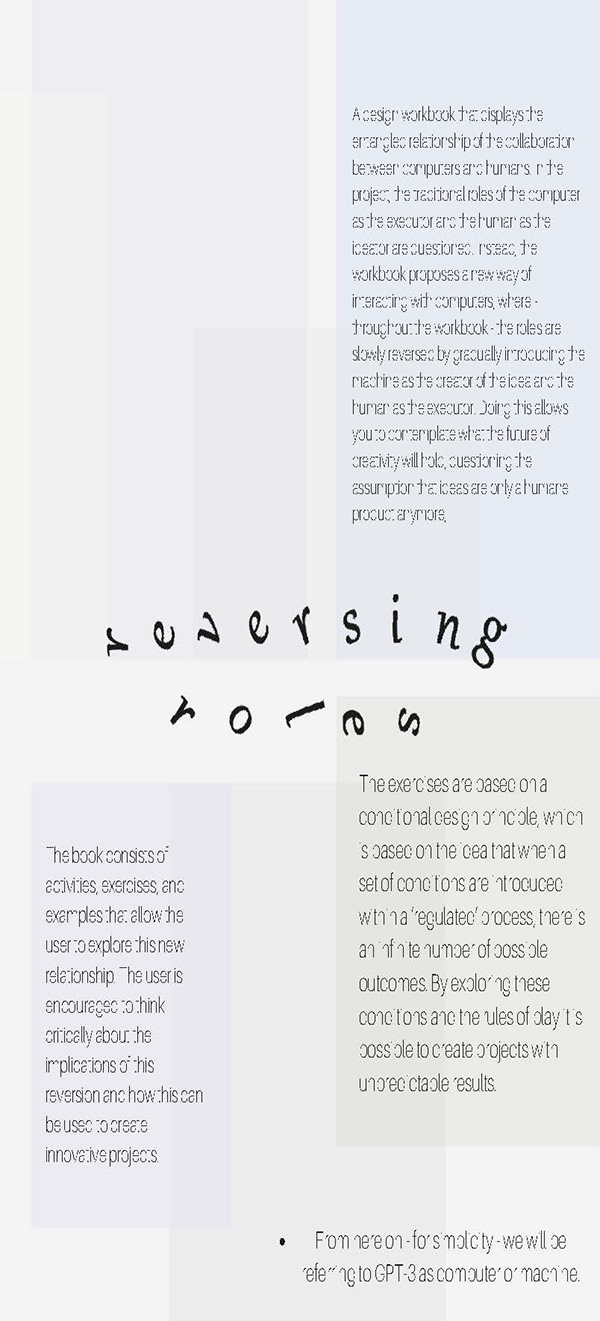 A design workbook that displays the
entangled relationship of the collaboration
between computers and humans. In the
project, the traditional roles of the computer
as the executor and the human as the
ideator are questioned. Instead, the
workbook proposes a new way of
interacting with computers, where -
throughout the workbook - the roles are
slowly reversed by gradually introducing the
machine as the creator of the idea and the
human as the executor. Doing this allows
you to contemplate what the future of
creativity will hold, questioning the
assumption that ideas are only a humane
product anymore,
reversing
roles
The exercises are based on a
conditional design principle, which
is based on the idea that when a
set of conditions are introduced
within a 'regulated' process, there is
an infinite number of possible
outcomes. By exploring these
conditions and the rules of play it is
possible to create projects with
unpredictable results.
The book consists of
activities, exercises, and
examples that allow the
user to explore this new
relationship. The user is
encouraged to think
critically about the
implications of this
reversion and how this can
be used to create
innovative projects.
• From here on - for simplicity - we will be
referring to GPT-3 as computer or machine.